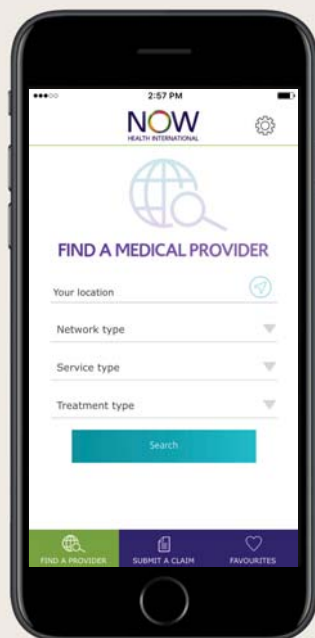 2:57 PM
NOW
HEALTH INTERNATIONAL
FIND A MEDICAL PROVIDER
Your location
Network type
Service type
Treatment type
Search
FIND A PROVIDER SUBMIT A CLAIM FAVOURITES